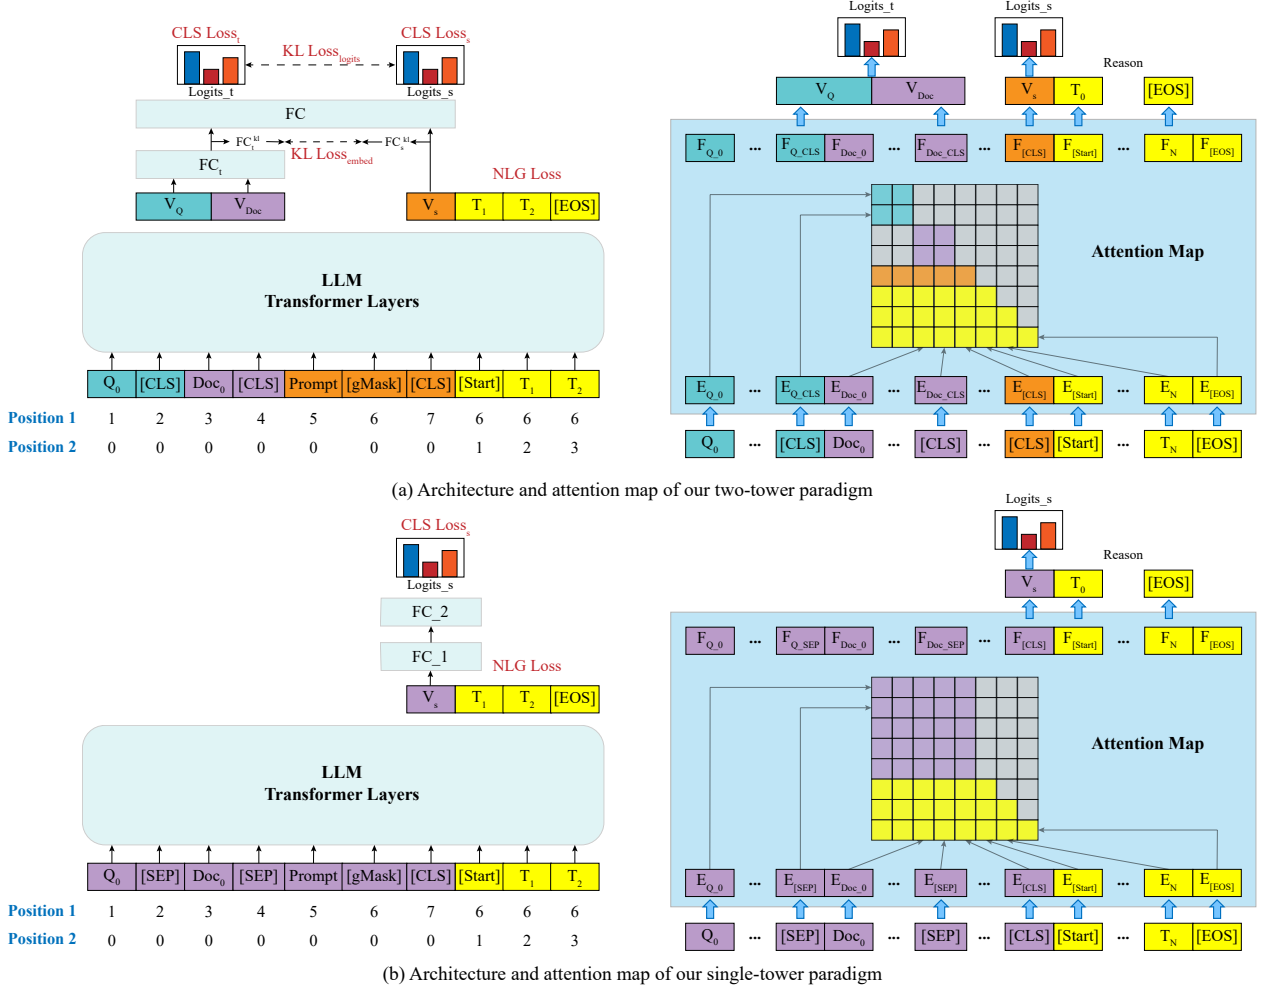 CLS Loss_t
CLS Loss_s
KL Loss_logits
Logits_t
Logits_s
FC
FC_t^kl
FC_s^kl
KL Loss_embed
FC_t
NLG Loss
V_Q V_Doc
V_s T_1 T_2 [EOS]
LLM
Transformer Layers
Q_0 [CLS] Doc_0 [CLS] Prompt [gMask] [CLS] [Start] T_1 T_2
Position 1 1 2 3 4 5 6 7 6 6 6
Position 2 0 0 0 0 0 0 0 1 2 3
Logits_t
Logits_s
Reason
V_Q V_Doc V_s T_0 [EOS]
F_Q_0 ... F_Q_CLS F_Doc_0 ... F_Doc_CLS ... F_[CLS] F_[Start] ... F_N F_[EOS]
Attention Map
E_Q_0 ... E_Q_CLS E_Doc_0 ... E_Doc_CLS ... E_[CLS] E_[Start] ... E_N E_[EOS]
Q_0 ... [CLS] Doc_0 ... [CLS] ... [CLS] [Start] ... T_N [EOS]
(a) Architecture and attention map of our two-tower paradigm
CLS Loss_s
Logits_s
FC_2
FC_1
NLG Loss
V_s T_1 T_2 [EOS]
LLM
Transformer Layers
Q_0 [SEP] Doc_0 [SEP] Prompt [gMask] [CLS] [Start] T_1 T_2
Position 1 1 2 3 4 5 6 7 6 6 6
Position 2 0 0 0 0 0 0 0 1 2 3
Logits_s
Reason
V_s T_0 [EOS]
F_Q_0 ... F_Q_SEP F_Doc_0 ... F_Doc_SEP ... F_[CLS] F_[Start] ... F_N F_[EOS]
Attention Map
E_Q_0 ... E_[SEP] E_Doc_0 ... E_[SEP] ... E_[CLS] E_[Start] ... E_N E_[EOS]
Q_0 ... [SEP] Doc_0 ... [SEP] ... [CLS] [Start] ... T_N [EOS]
(b) Architecture and attention map of our single-tower paradigm